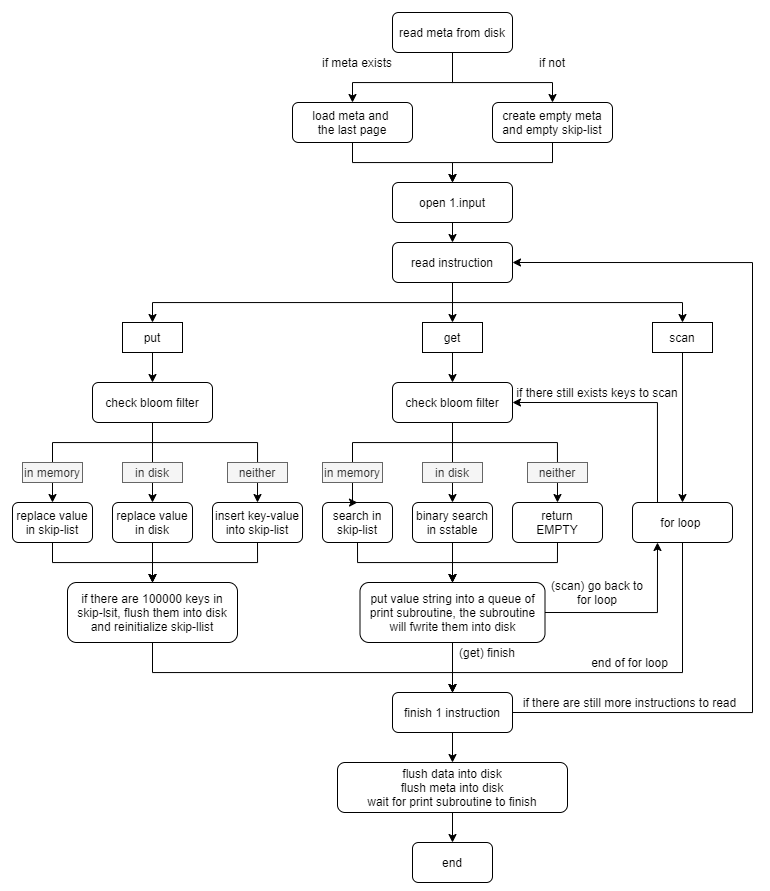 read meta from disk
if meta exists
if not
load meta and
the last page
create empty meta
and empty skip-list
open 1.input
read instruction
put
get
scan
check bloom filter
check bloom filter
if there still exists keys to scan
in memory
in disk
neither
in memory
in disk
neither
replace value
in skip-list
replace value
in disk
insert key-value
into skip-list
search in
skip-list
binary search
in sstable
return
EMPTY
for loop
if there are 100000 keys in
skip-lsit, flush them into disk
and reinitialize skip-llist
put value string into a queue of
print subroutine, the subroutine
will fwrite them into disk
(scan) go back to
for loop
(get) finish
end of for loop
finish 1 instruction
if there are still more instructions to read
flush data into disk
flush meta into disk
wait for print subroutine to finish
end